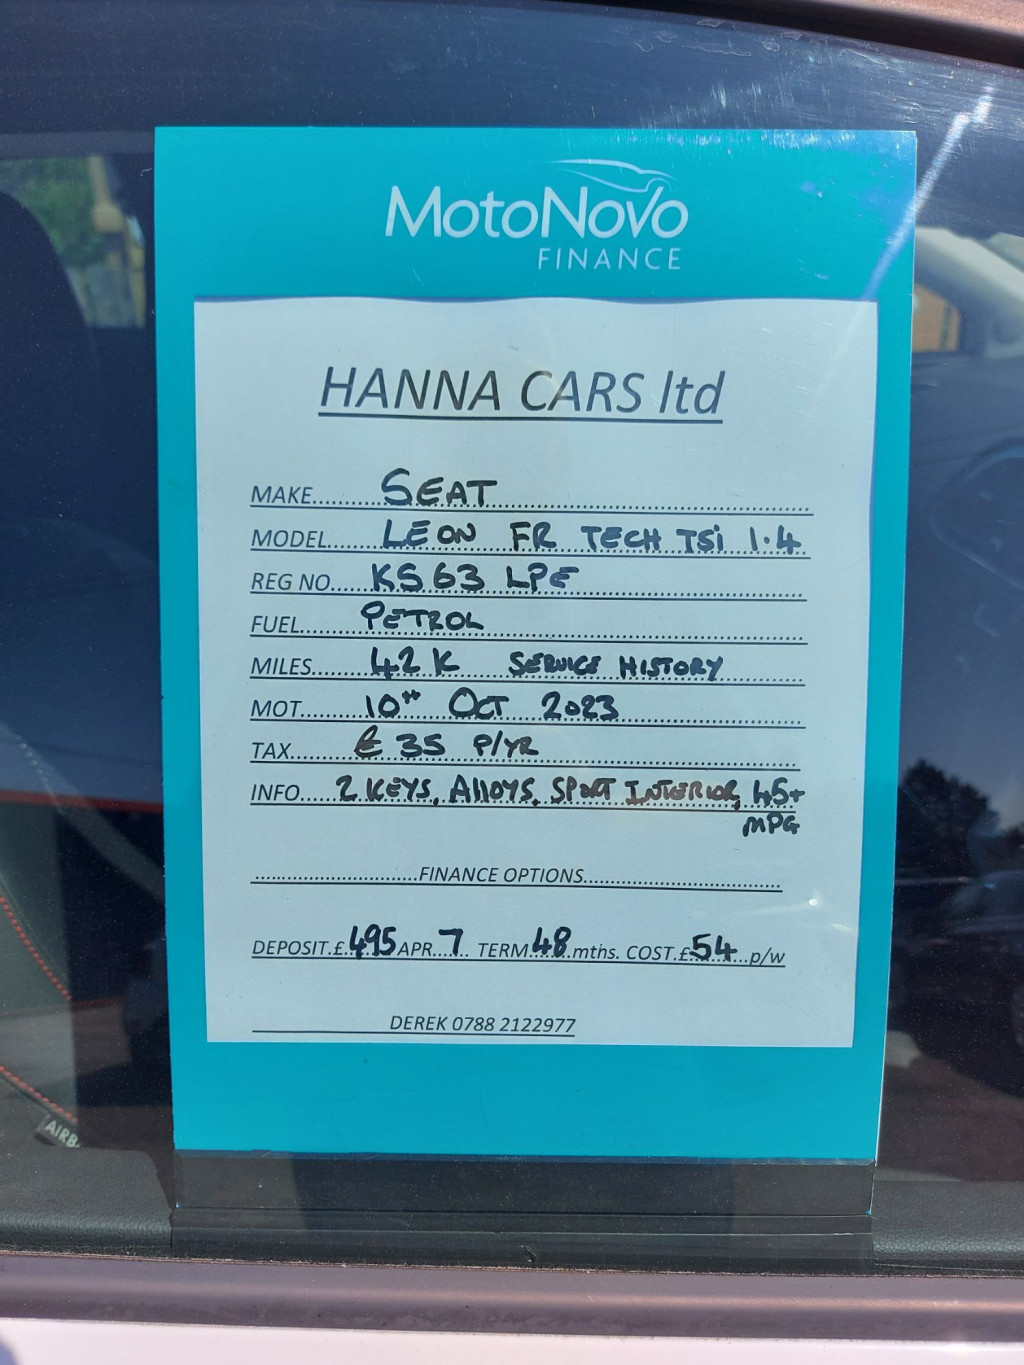 MotoNovo
FINANCE
HANNA CARS ltd
MAKE.......SEAT.......
MODEL.......LEON FR TECH TSi 1.4
REG NO.......KS63 LPE.......
FUEL.......PETROL.......
MILES.......42K SERVICE HISTORY.......
MOT.......10TH OCT 2023.......
TAX.......£35 P/YR.......
INFO.......2 KEYS, Alloys, SPORT INTERIOR, 45+
MPG
.......FINANCE OPTIONS.......
DEPOSIT.£.495 APR...7.. TERM.48.mths. COST.£.54...p/w
DEREK 0788 2122977
AIRB